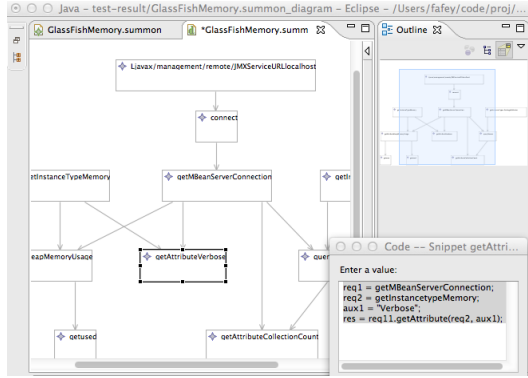 Java - test-result/GlassFishMemory.summon_diagram - Eclipse - /Users/fafey/code/proj/...
GlassFishMemory.summon
*GlassFishMemory.summ
Outline
Ljavax/management/remote/JMXServiceURLlocalhost
connect
etInstanceTypeMemory
getMBeanServerConnection
getIn
eapMemoryUsage
getAttributeVerbose
quer
getused
getAttributeCollectionCount
Code -- Snippet getAttri...
Enter a value:
req1 = getMBeanServerConnection;
req2 = getInstancetypeMemory;
aux1 = "Verbose";
res = req11.getAttribute(req2, aux1);